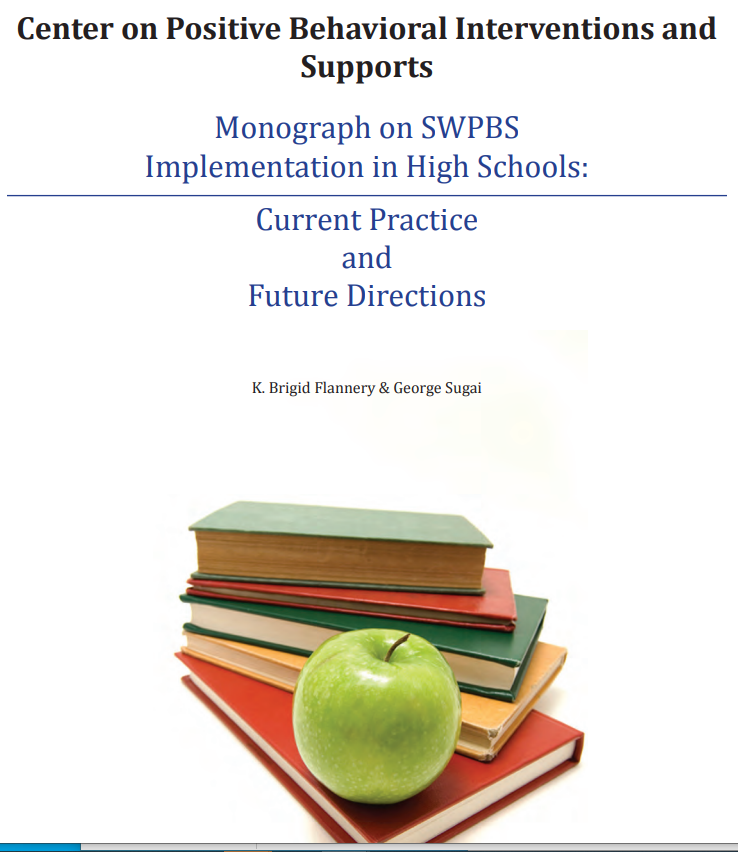 Center on Positive Behavioral Interventions and
Supports
Monograph on SWPBS
Implementation in High Schools:
Current Practice
and
Future Directions
K. Brigid Flannery & George Sugai